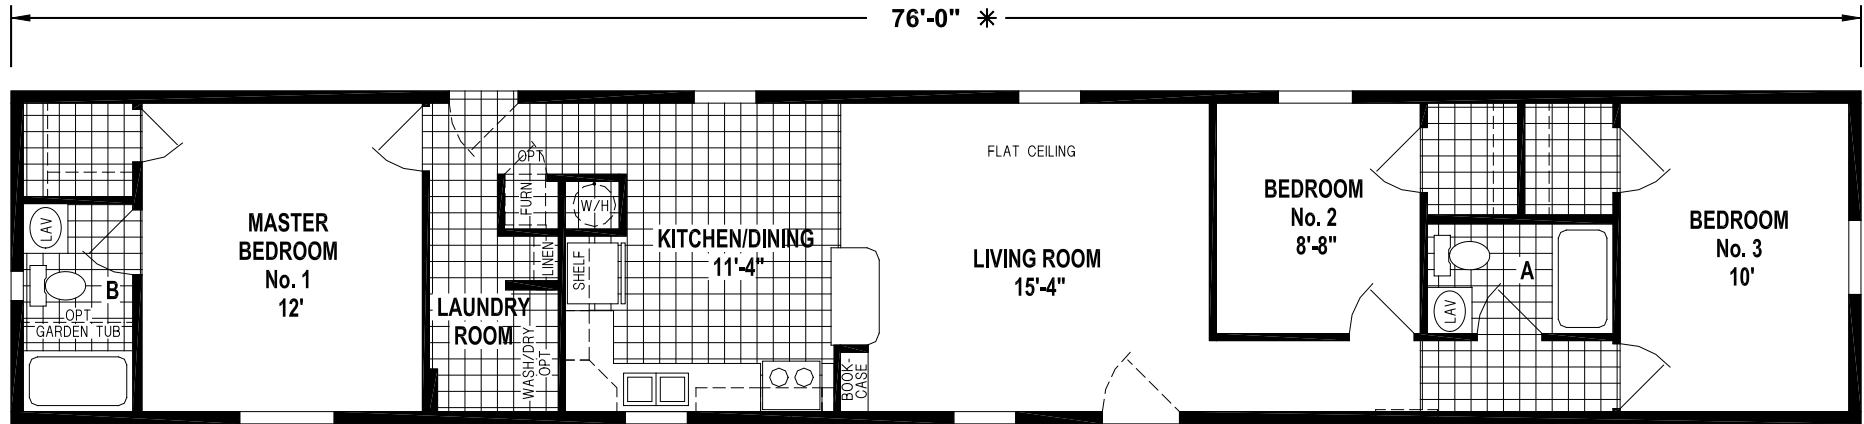 76'-0" ✳
LAV
B
OPT
GARDEN TUB
MASTER
BEDROOM
No. 1
12'
OPT
FURN
W/H
LINEN
SHELF
LAUNDRY
ROOM
WASH/DRY
OPT
KITCHEN/DINING
11'-4"
BOOK-
CASE
FLAT CEILING
LIVING ROOM
15'-4"
BEDROOM
No. 2
8'-8"
A
LAV
BEDROOM
No. 3
10'